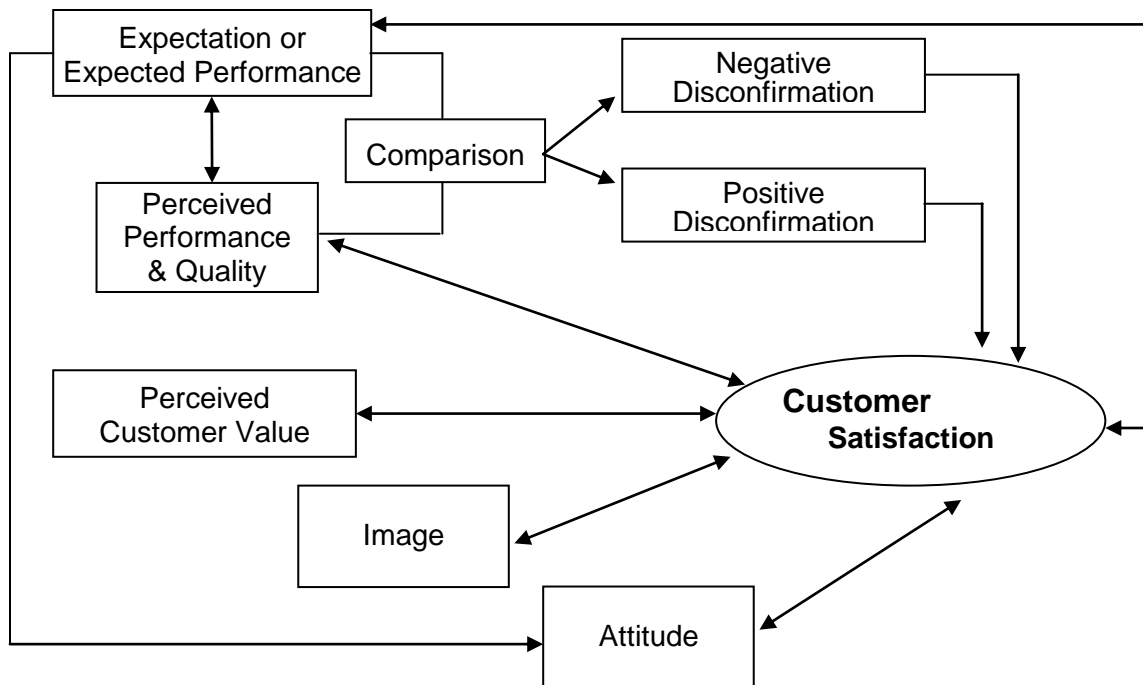 Expectation or
Expected Performance
Negative
Disconfirmation
Comparison
Perceived
Performance
& Quality
Positive
Disconfirmation
Perceived
Customer Value
Customer
Satisfaction
Image
Attitude